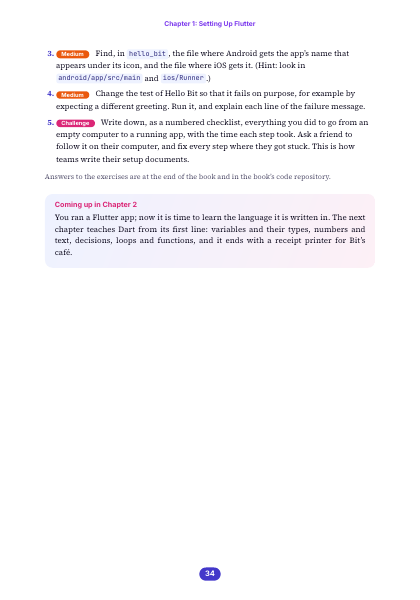 Chapter 1: Setting Up Flutter
3. Medium Find, in hello_bit, the file where Android gets the app's name that
appears under its icon, and the file where iOS gets it. (Hint: look in
android/app/src/main and ios/Runner.)
4. Medium Change the test of Hello Bit so that it fails on purpose, for example by
expecting a different greeting. Run it, and explain each line of the failure message.
5. Challenge Write down, as a numbered checklist, everything you did to go from an
empty computer to a running app, with the time each step took. Ask a friend to
follow it on their computer, and fix every step where they got stuck. This is how
teams write their setup documents.
Answers to the exercises are at the end of the book and in the book's code repository.
Coming up in Chapter 2
You ran a Flutter app; now it is time to learn the language it is written in. The next
chapter teaches Dart from its first line: variables and their types, numbers and
text, decisions, loops and functions, and it ends with a receipt printer for Bit's
café.
34